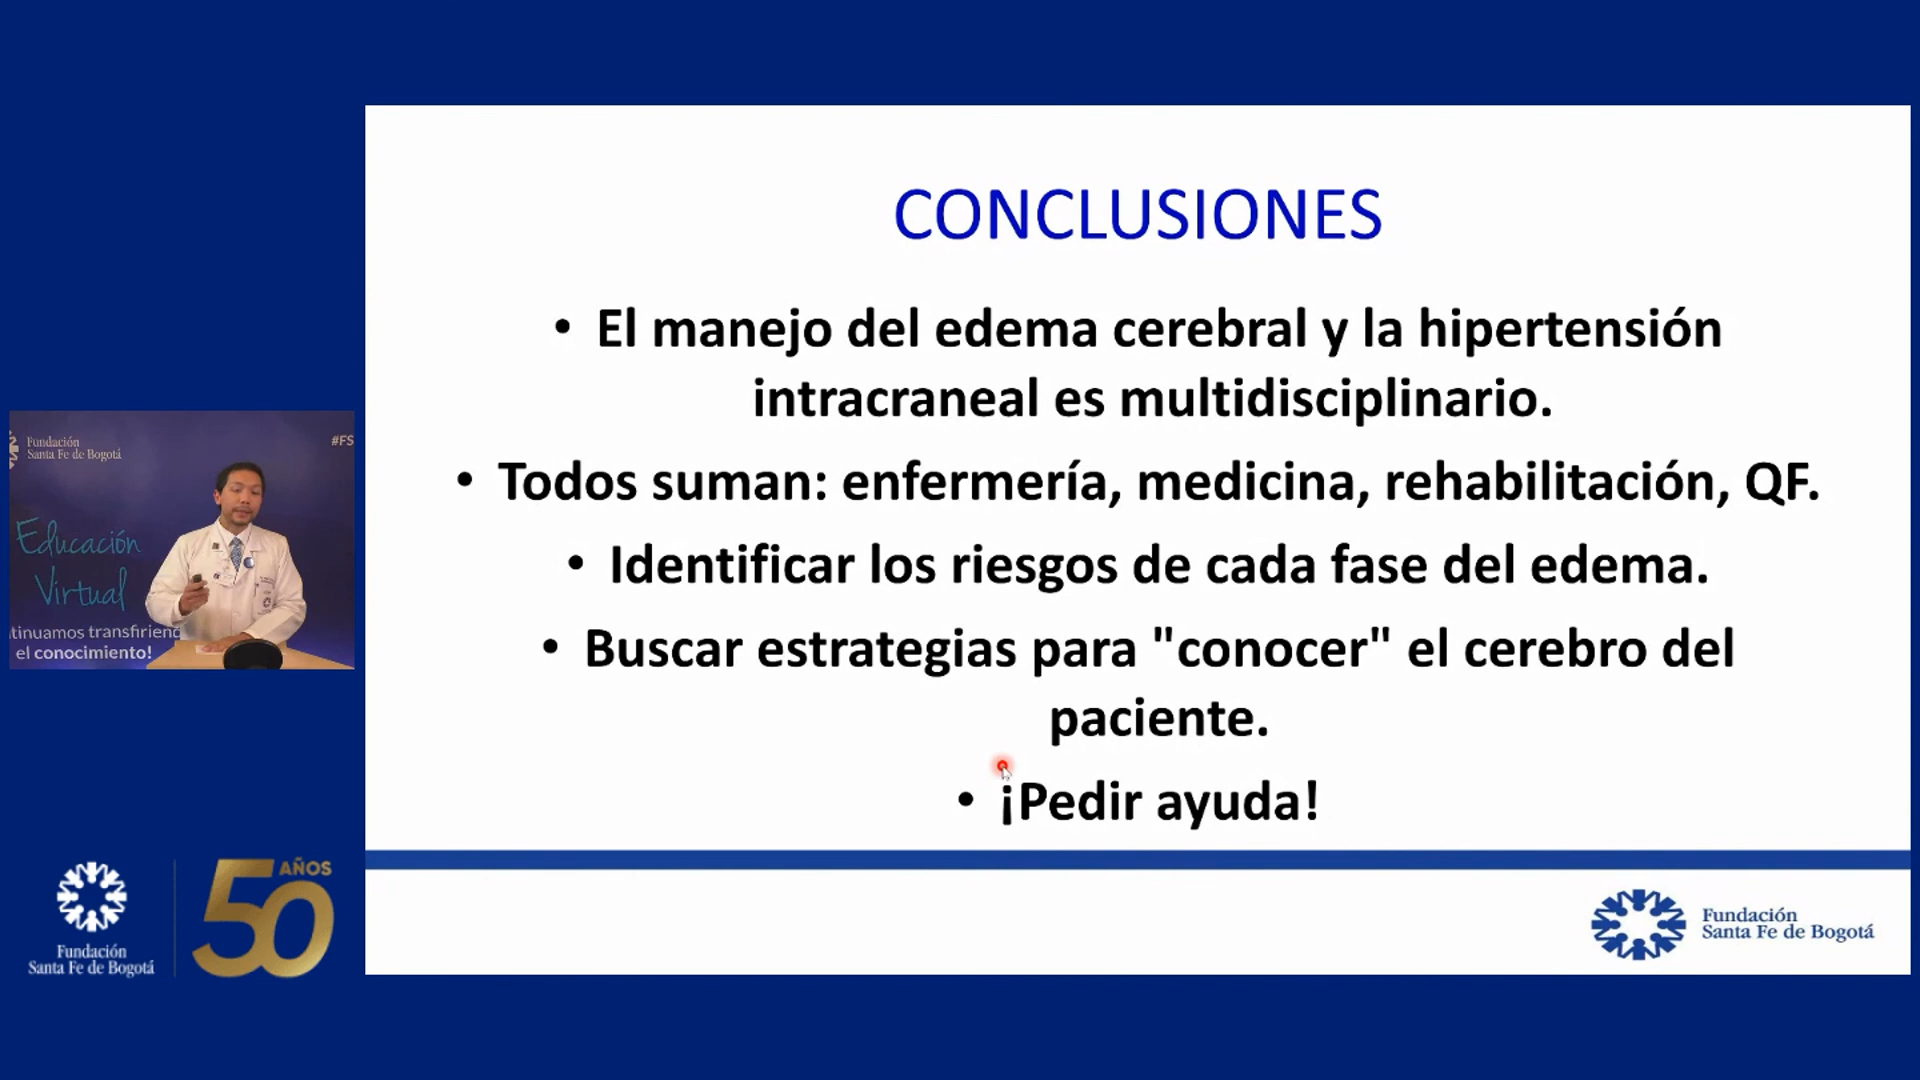 CONCLUSIONES
• El manejo del edema cerebral y la hipertensión
intracraneal es multidisciplinario.
• Todos suman: enfermería, medicina, rehabilitación, QF.
• Identificar los riesgos de cada fase del edema.
• Buscar estrategias para "conocer" el cerebro del
paciente.
• ¡Pedir ayuda!
Fundación
Santa Fe de Bogotá
#FS
Educación
Virtual
tinuamos transfiriend
el conocimiento!
Fundación
Santa Fe de Bogotá
50 AÑOS
Fundación
Santa Fe de Bogotá